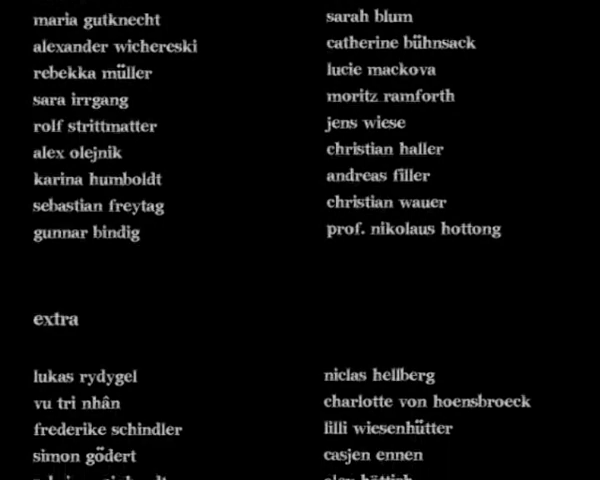 maria gutknecht
alexander wichereski
rebekka müller
sara irrgang
rolf strittmatter
alex olejnik
karina humboldt
sebastian freytag
gunnar bindig
sarah blum
catherine bühnsack
lucie mackova
moritz ramforth
jens wiese
christian haller
andreas filler
christian wauer
prof. nikolaus hottong
extra
lukas rydygel
vu tri nhân
frederike schindler
simon gödert
niclas hellberg
charlotte von hoensbroeck
lilli wiesenhütter
casjen ennen